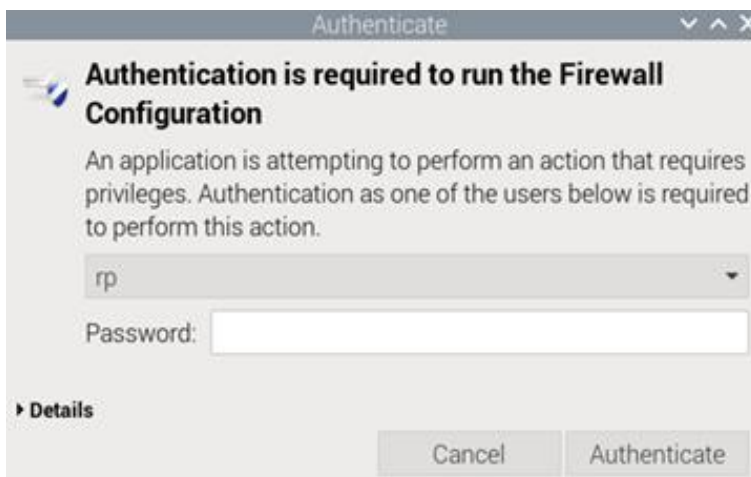 Authenticate
Authentication is required to run the Firewall
Configuration
An application is attempting to perform an action that requires
privileges. Authentication as one of the users below is required
to perform this action.
rp
Password:
Details
Cancel Authenticate